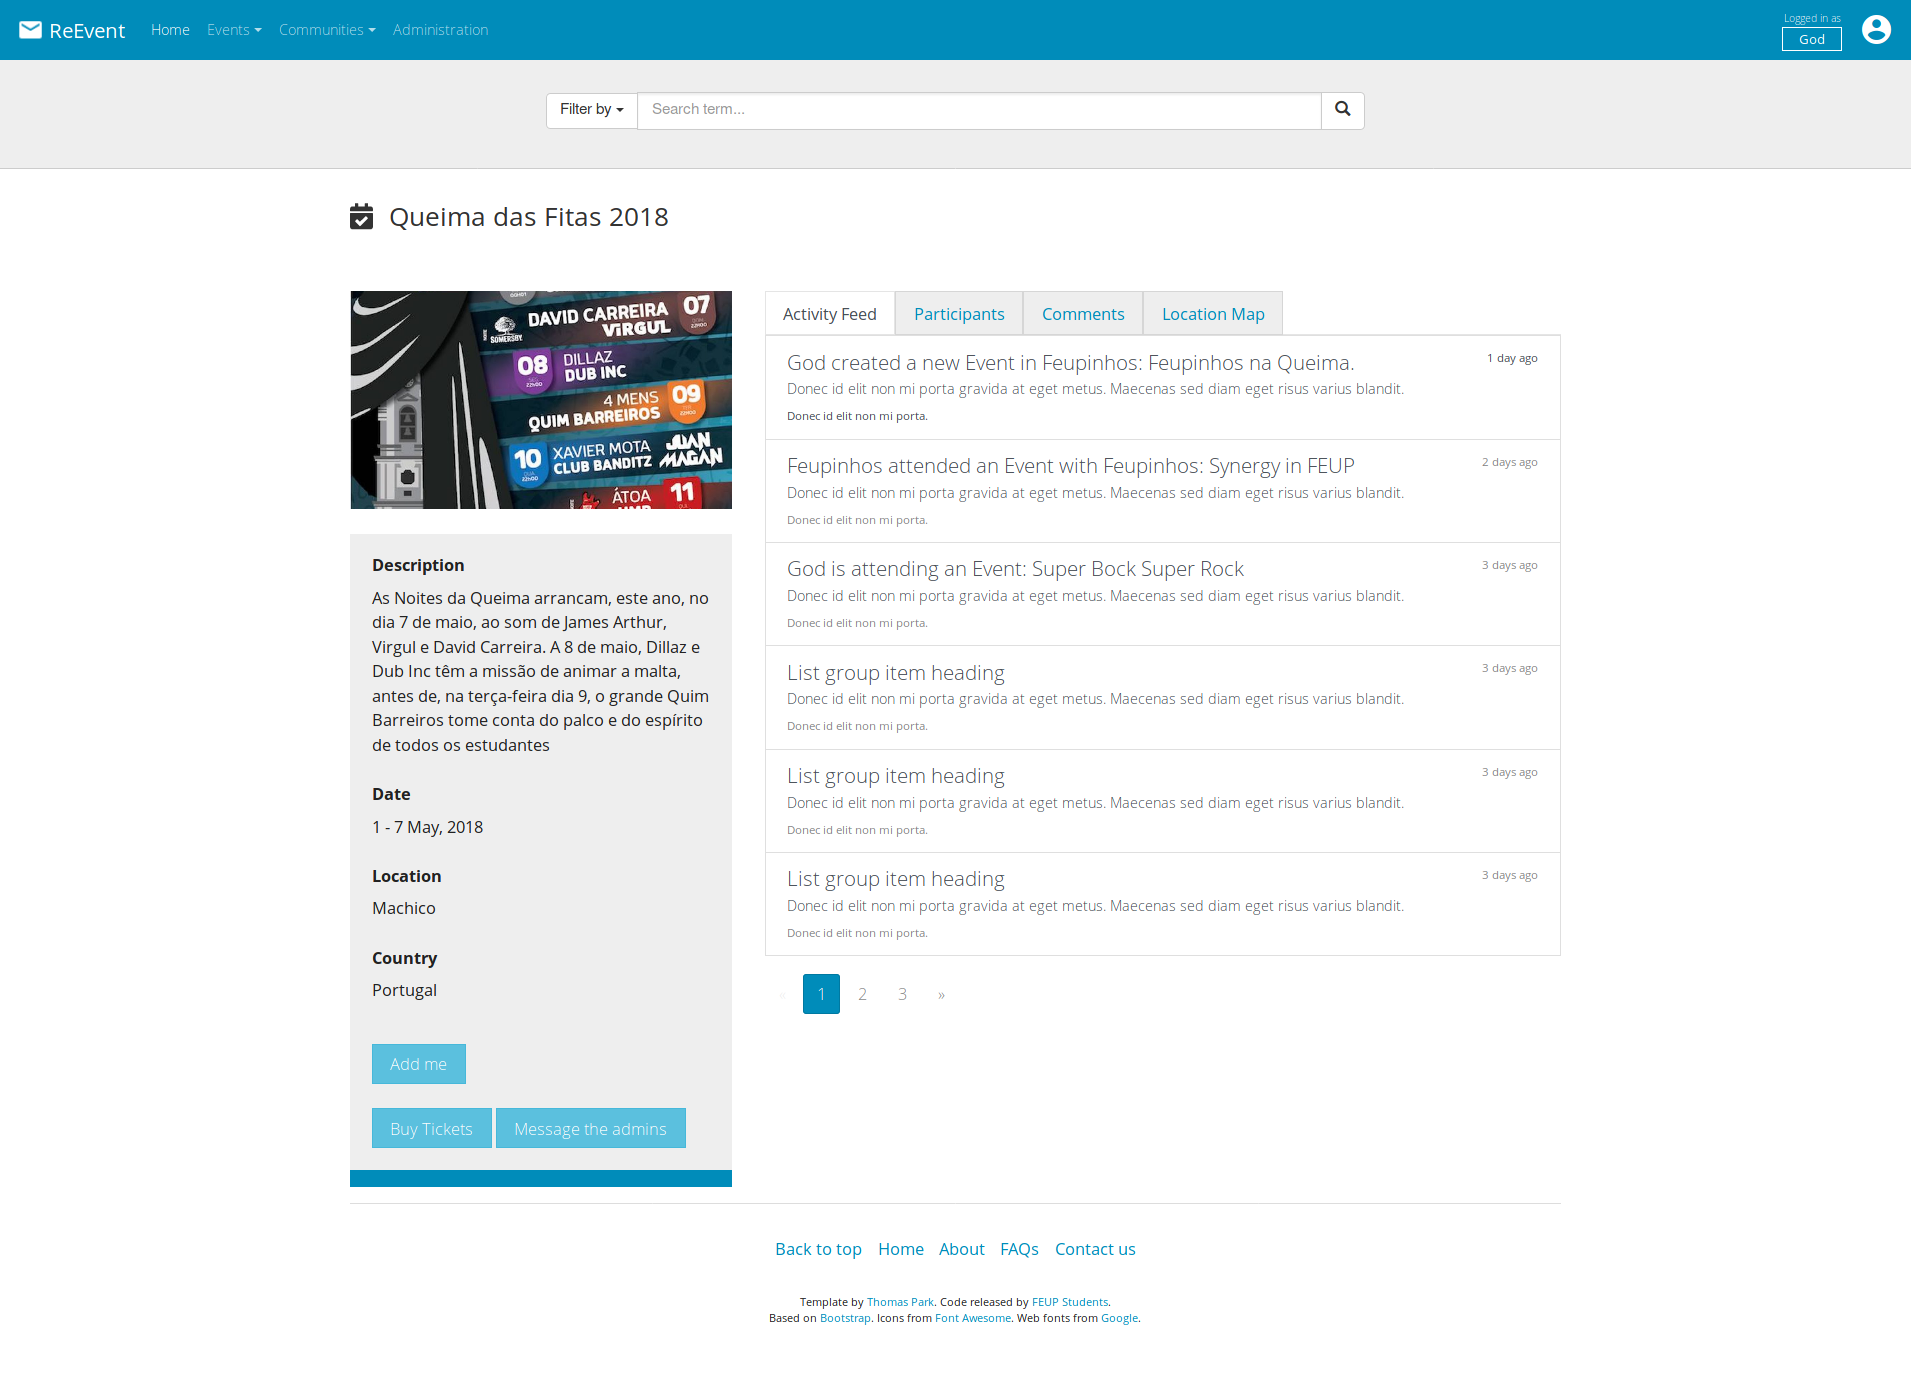 ReEvent Home Events Communities Administration
Logged in as
God
Filter by Search term...
Queima das Fitas 2018
DAVID CARREIRA 07
VIRGUL 22H00
SOMERSBY
08 DILLAZ
22H00 DUB INC
4 MENS 09
QUIM BARREIROS 22H00
10 XAVIER MOTA JUAN
22H00 CLUB BANDITZ MAGAN
ÁTOA 11
Description
As Noites da Queima arrancam, este ano, no
dia 7 de maio, ao som de James Arthur,
Virgul e David Carreira. A 8 de maio, Dillaz e
Dub Inc têm a missão de animar a malta,
antes de, na terça-feira dia 9, o grande Quim
Barreiros tome conta do palco e do espírito
de todos os estudantes
Date
1 - 7 May, 2018
Location
Machico
Country
Portugal
Add me
Buy Tickets Message the admins
Activity Feed Participants Comments Location Map
God created a new Event in Feupinhos: Feupinhos na Queima. 1 day ago
Donec id elit non mi porta gravida at eget metus. Maecenas sed diam eget risus varius blandit.
Donec id elit non mi porta.
Feupinhos attended an Event with Feupinhos: Synergy in FEUP 2 days ago
Donec id elit non mi porta gravida at eget metus. Maecenas sed diam eget risus varius blandit.
Donec id elit non mi porta.
God is attending an Event: Super Bock Super Rock 3 days ago
Donec id elit non mi porta gravida at eget metus. Maecenas sed diam eget risus varius blandit.
Donec id elit non mi porta.
List group item heading 3 days ago
Donec id elit non mi porta gravida at eget metus. Maecenas sed diam eget risus varius blandit.
Donec id elit non mi porta.
List group item heading 3 days ago
Donec id elit non mi porta gravida at eget metus. Maecenas sed diam eget risus varius blandit.
Donec id elit non mi porta.
List group item heading 3 days ago
Donec id elit non mi porta gravida at eget metus. Maecenas sed diam eget risus varius blandit.
Donec id elit non mi porta.
« 1 2 3 »
Back to top Home About FAQs Contact us
Template by Thomas Park. Code released by FEUP Students.
Based on Bootstrap. Icons from Font Awesome. Web fonts from Google.